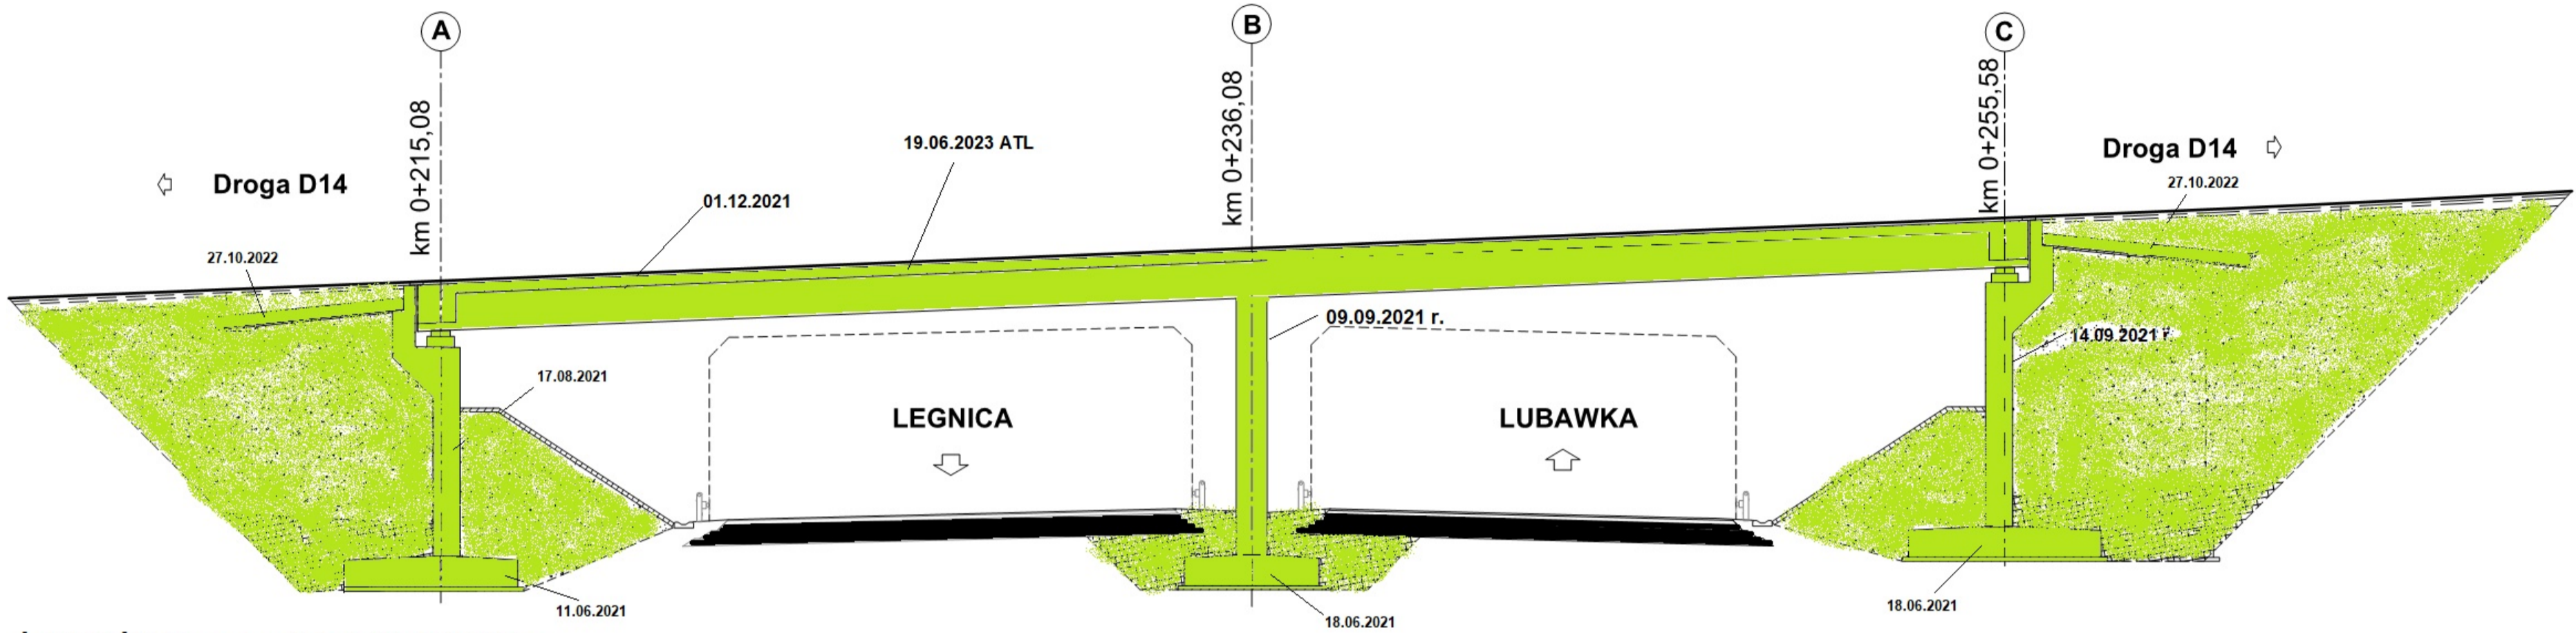 A
B
C
km 0+215,08
km 0+236,08
km 0+255,58
19.06.2023 ATL
Droga D14
Droga D14
27.10.2022
01.12.2021
27.10.2022
09.09.2021 r.
14.09.2021 r
17.08.2021
LEGNICA
LUBAWKA
11.06.2021
18.06.2021
18.06.2021